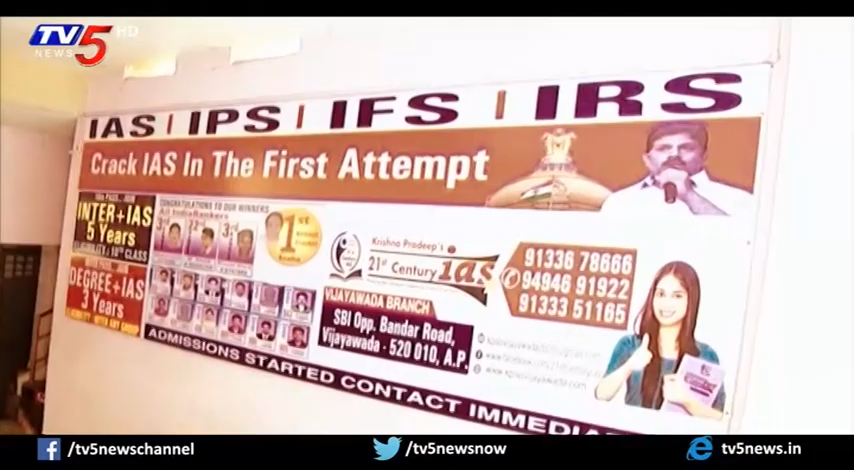 TV5 HD
NEWS
IAS | IPS | IFS | IRS
Crack IAS In The First Attempt
INTER+IAS
5 Years
ELIGIBILITY : 10TH CLASS
DEGREE+IAS
3 Years
CONGRATULATIONS TO OUR WINNERS
All India Rankers
1st
Krishna Pradeep's
21st Century IAS
VIJAYAWADA BRANCH
SBI Opp. Bandar Road,
Vijayawada - 520 010, A.P.
91336 78666
94946 91922
91333 51165
ADMISSIONS STARTED CONTACT IMMEDIA
/tv5newschannel
/tv5newsnow
tv5news.in